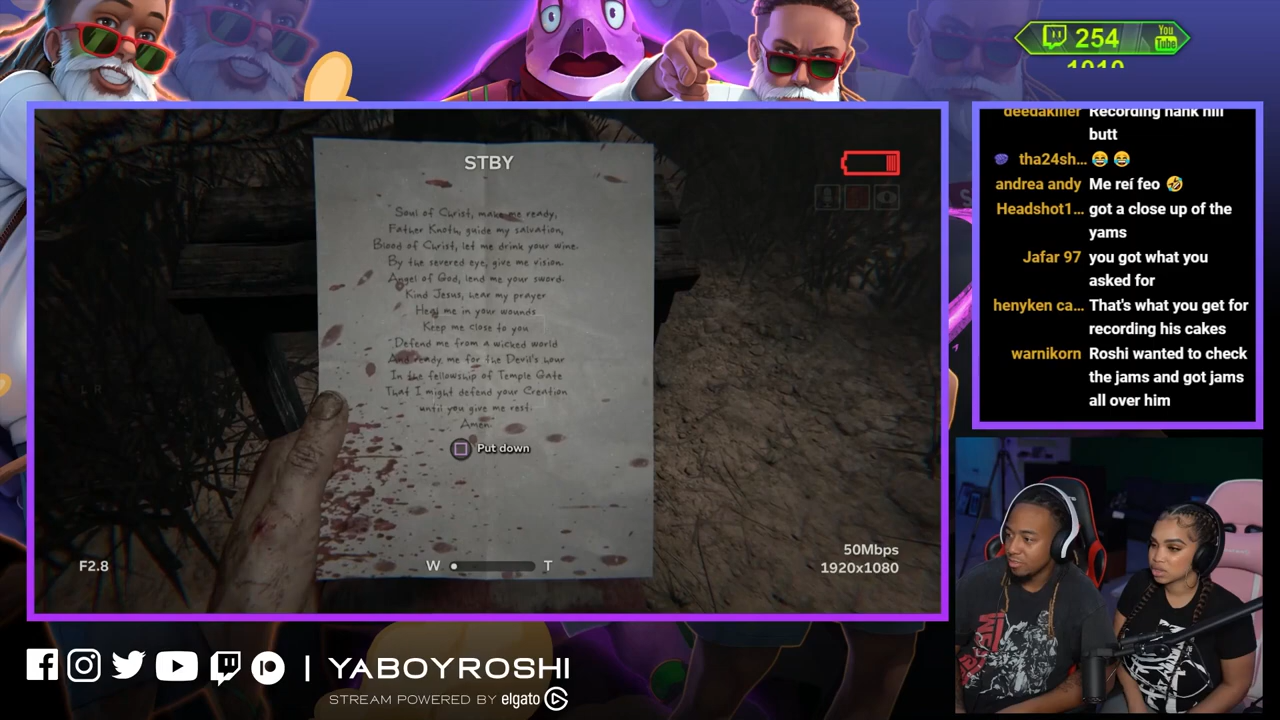 254
You
Tube
1010
STBY
"Soul of Christ, make me ready,
Father Knoth, guide my salvation,
Blood of Christ, let me drink your wine.
By the severed eye, give me vision.
Angel of God, lend me your sword.
Kind Jesus, hear my prayer
Heal me in your wounds
Keep me close to you
"Defend me from a wicked world
And ready me for the Devil's hour
In the fellowship of Temple Gate
That I might defend your Creation
until you give me rest.
Amen.
Put down
F2.8
W T
50Mbps
1920x1080
deedakiller Recording hank hill
butt
tha24sh... 😂 😂
andrea andy Me reí feo 🤣
Headshot1... got a close up of the
yams
Jafar 97 you got what you
asked for
henyken ca... That's what you get for
recording his cakes
warnikorn Roshi wanted to check
the jams and got jams
all over him
| YABOYROSHI
STREAM POWERED BY elgato